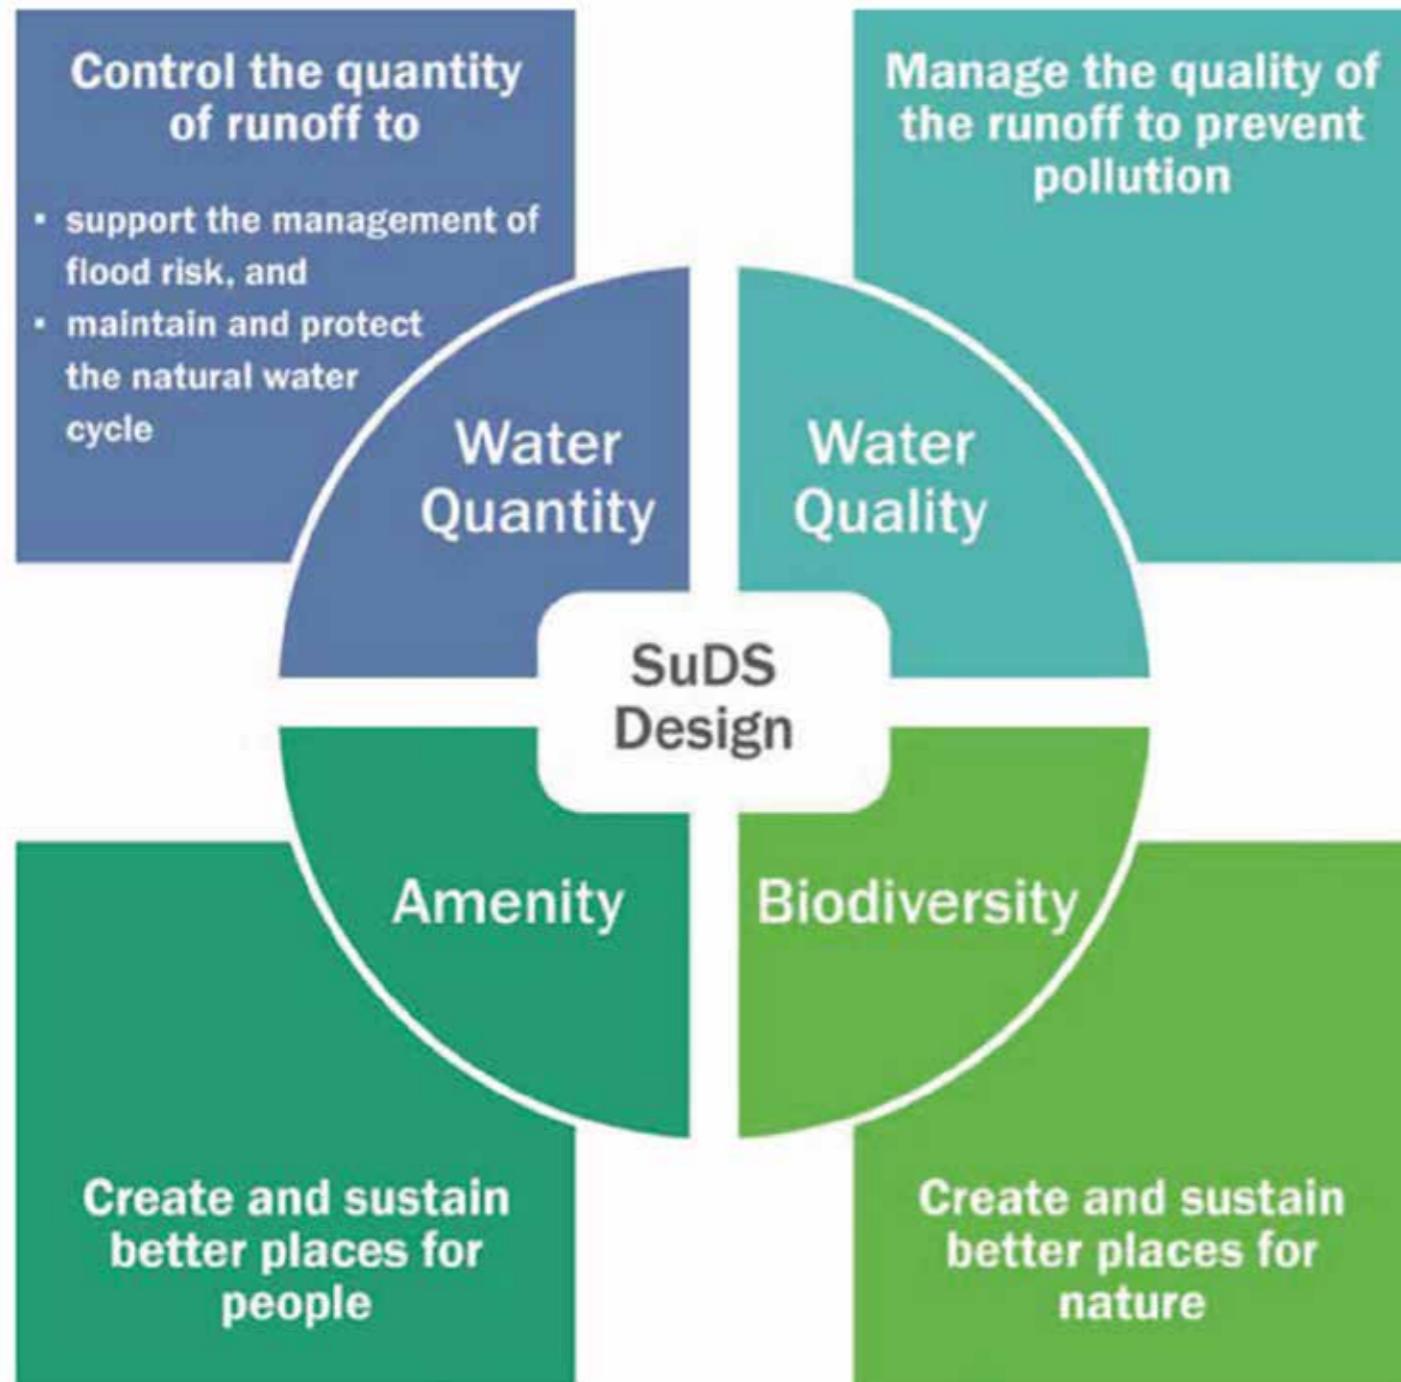 Control the quantity
of runoff to
▪ support the management of
flood risk, and
▪ maintain and protect
the natural water
cycle
Water
Quantity
Manage the quality of
the runoff to prevent
pollution
Water
Quality
SuDS
Design
Amenity
Create and sustain
better places for
people
Biodiversity
Create and sustain
better places for
nature